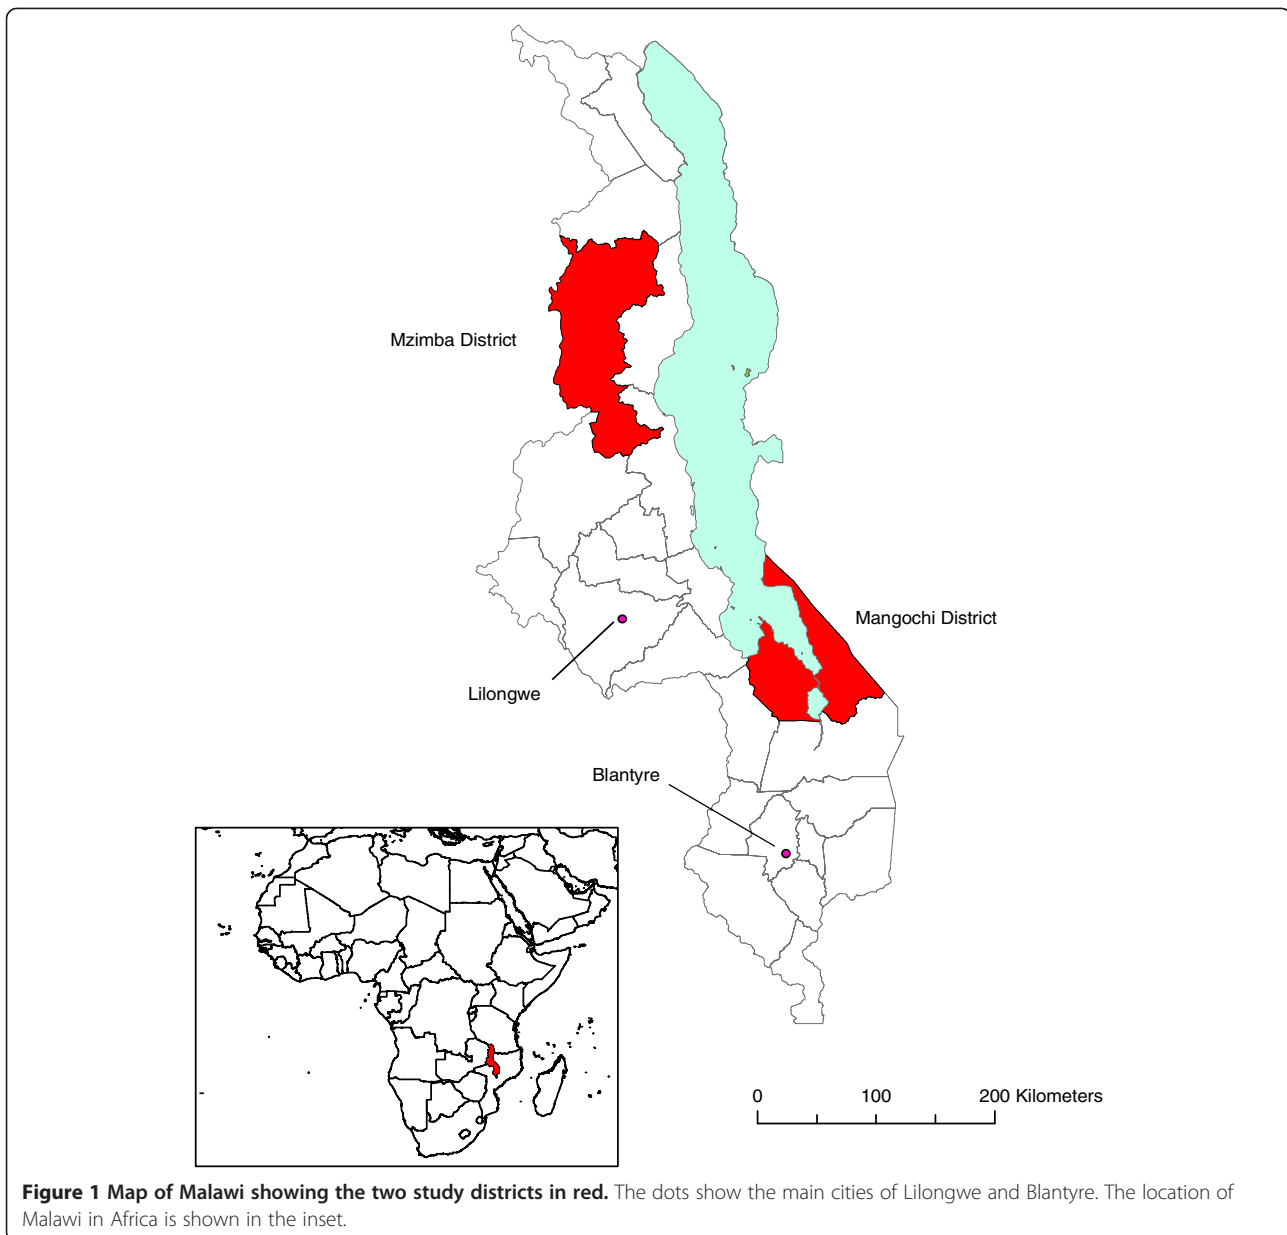 Mzimba District
Mangochi District
Lilongwe
Blantyre
0 100 200 Kilometers
Figure 1 Map of Malawi showing the two study districts in red. The dots show the main cities of Lilongwe and Blantyre. The location of
Malawi in Africa is shown in the inset.